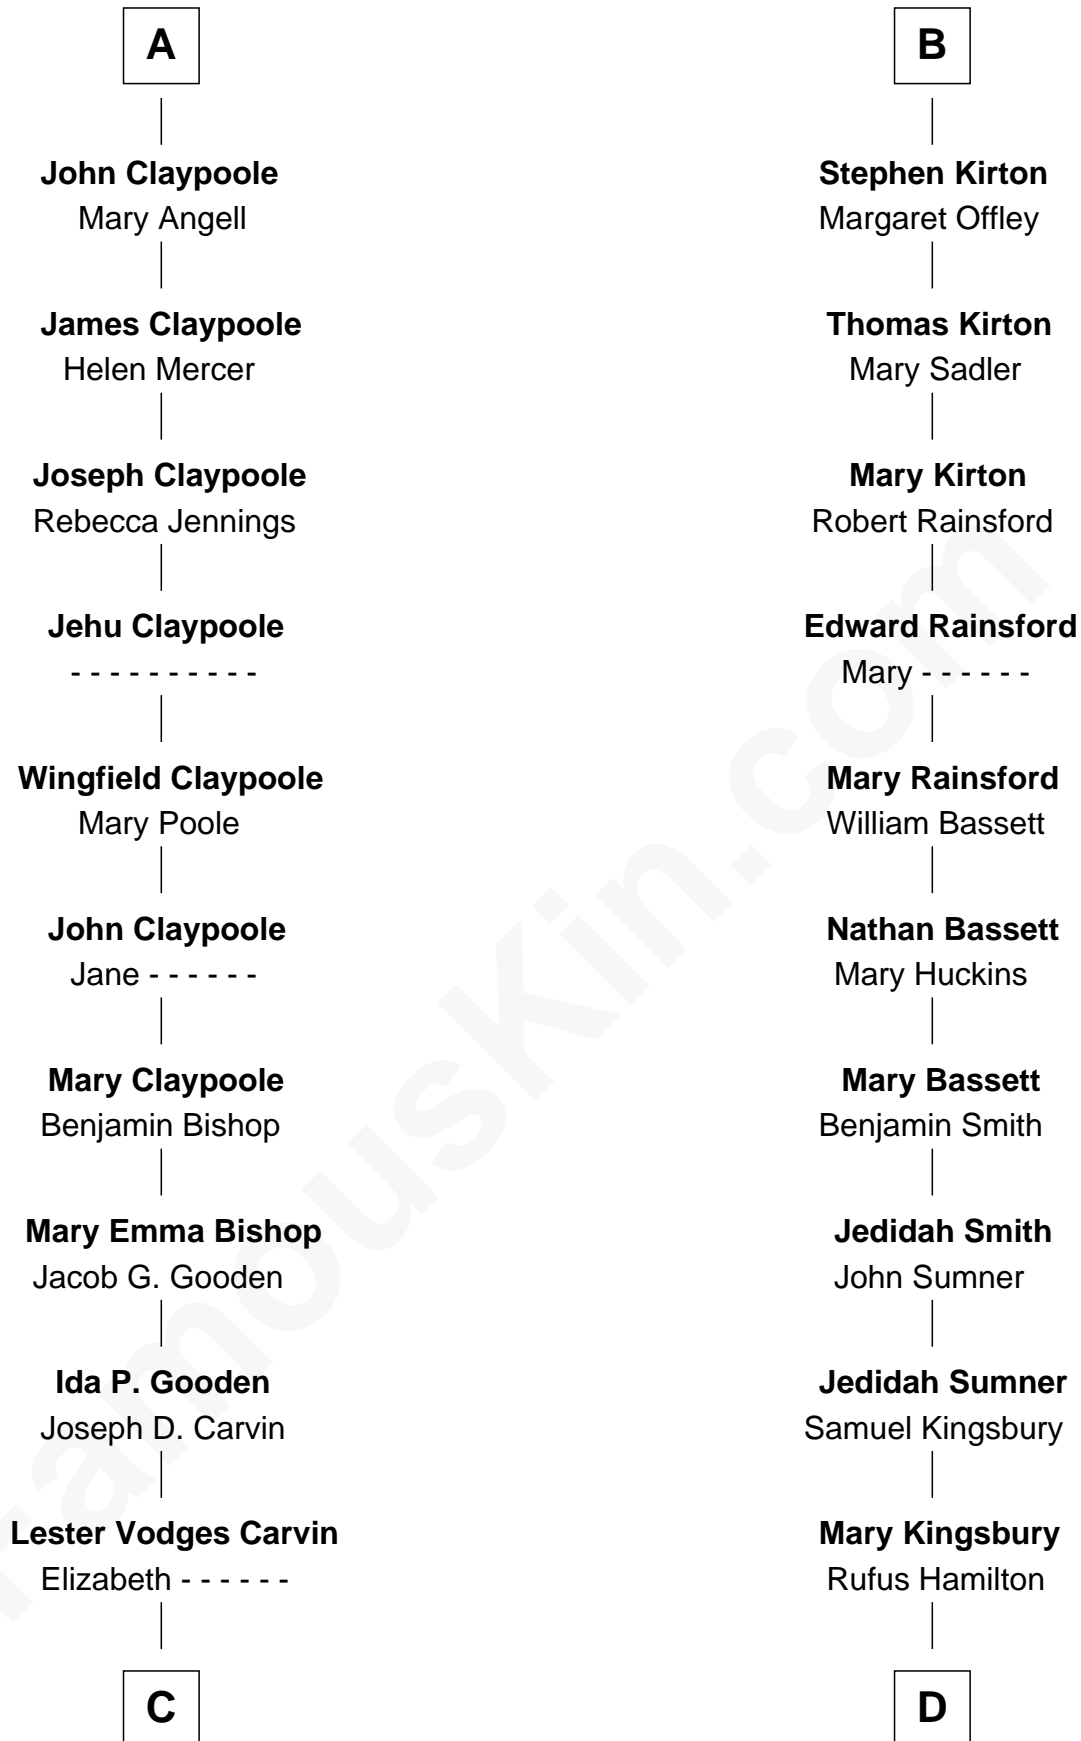 A
John Claypoole
Mary Angell
James Claypoole
Helen Mercer
Joseph Claypoole
Rebecca Jennings
Jehu Claypoole
- - - - - - - - - -
Wingfield Claypoole
Mary Poole
John Claypoole
Jane - - - - - -
Mary Claypoole
Benjamin Bishop
Mary Emma Bishop
Jacob G. Gooden
Ida P. Gooden
Joseph D. Carvin
Lester Vodges Carvin
Elizabeth - - - - - -
C
B
Stephen Kirton
Margaret Offley
Thomas Kirton
Mary Sadler
Mary Kirton
Robert Rainsford
Edward Rainsford
Mary - - - - - -
Mary Rainsford
William Bassett
Nathan Bassett
Mary Huckins
Mary Bassett
Benjamin Smith
Jedidah Smith
John Sumner
Jedidah Sumner
Samuel Kingsbury
Mary Kingsbury
Rufus Hamilton
D
FamousKin.com